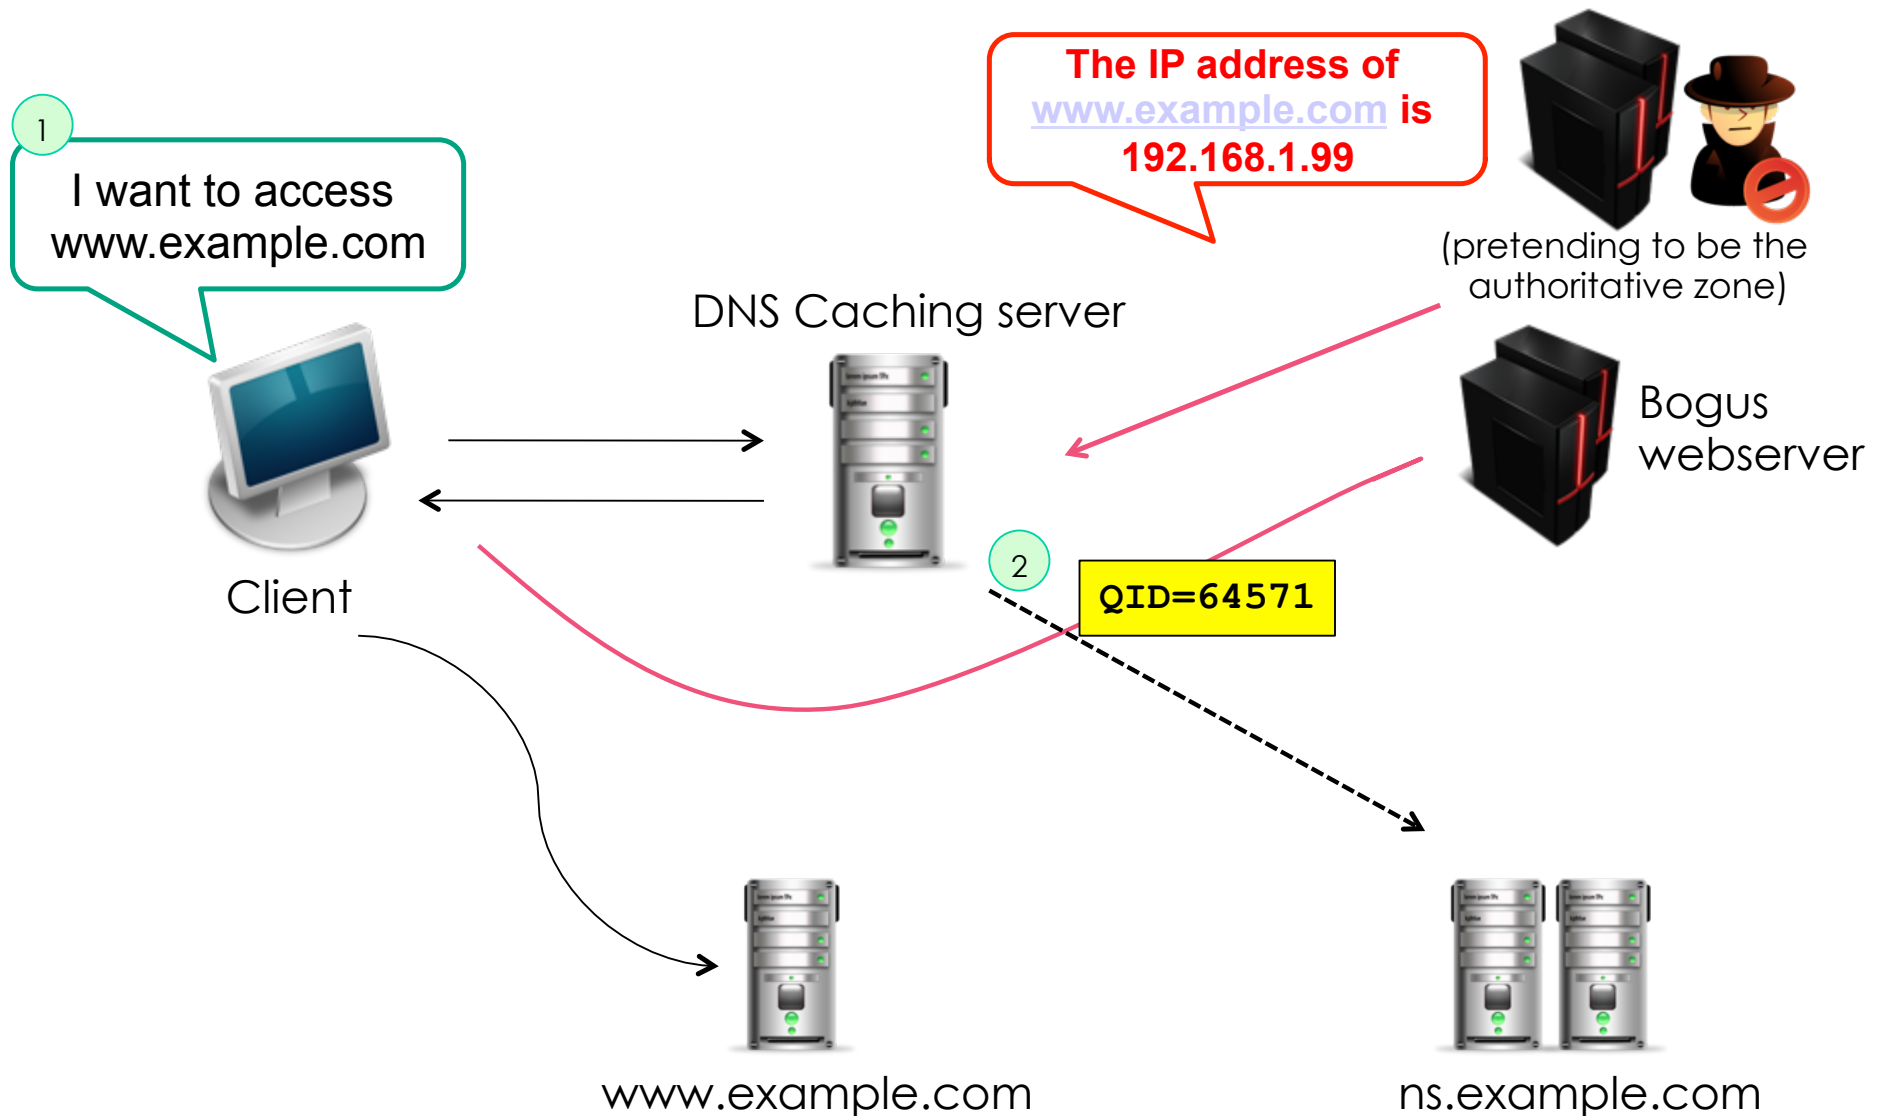 The IP address of
www.example.com is
192.168.1.99
1
I want to access
www.example.com
(pretending to be the
authoritative zone)
DNS Caching server
Bogus
webserver
2
QID=64571
Client
www.example.com
ns.example.com